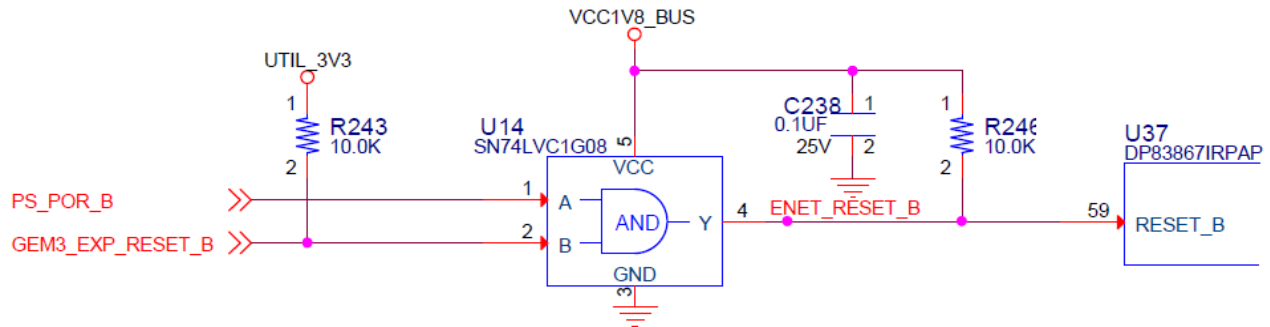 VCC1V8_BUS
UTIL_3V3
1
R243
10.0K
2
U14
SN74LVC1G08
5
VCC
C238
0.1UF
25V
1
2
1
R246
10.0K
2
U37
DP83867IRPAP
PS_POR_B
1
A
AND
Y
4
ENET_RESET_B
59
RESET_B
GEM3_EXP_RESET_B
2
B
GND
3